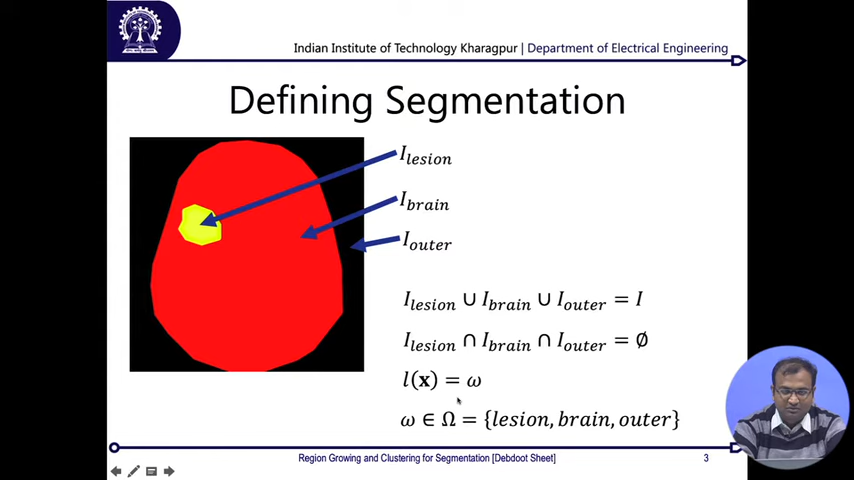 Indian Institute of Technology Kharagpur | Department of Electrical Engineering
Defining Segmentation
I_lesion
I_brain
I_outer
I_lesion ∪ I_brain ∪ I_outer = I
I_lesion ∩ I_brain ∩ I_outer = ∅
l(𝐱) = ω
ω ∈ Ω = {lesion, brain, outer}
Region Growing and Clustering for Segmentation [Debdoot Sheet]
3